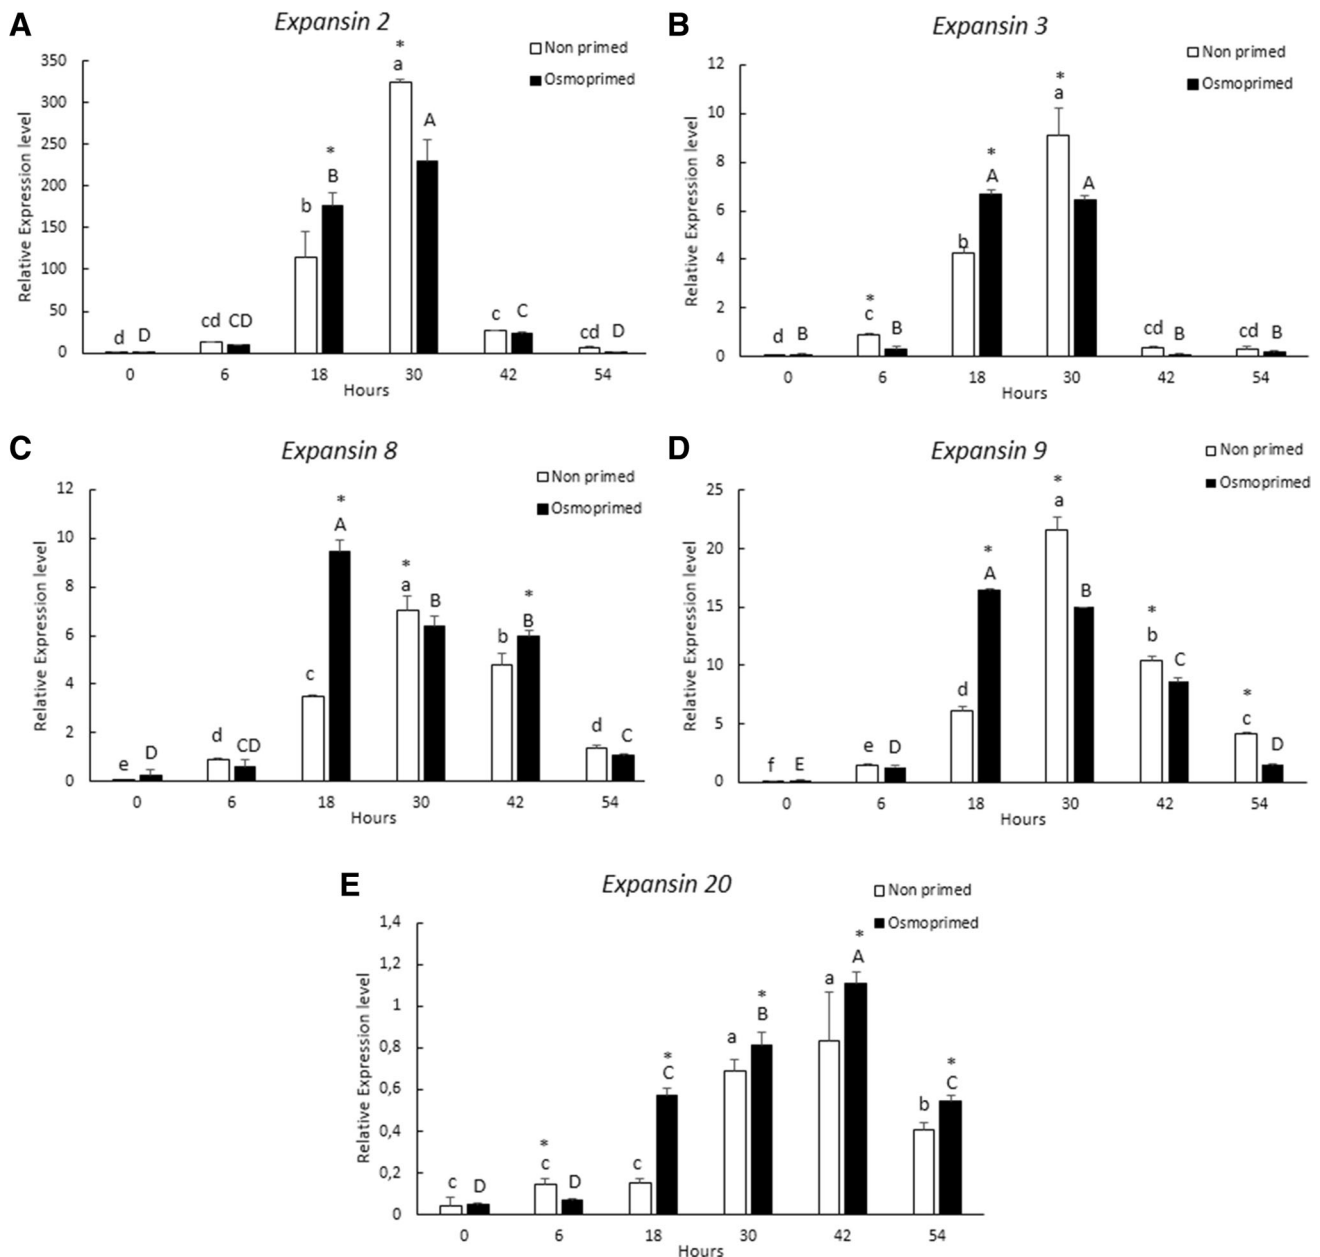 A
Expansin 2
Non primed
Osmoprimed
Relative Expression level
350
300
250
200
150
100
50
0
d D
cd CD
b
*
B
*
a
A
c C
cd D
0 6 18 30 42 54
Hours
B
Expansin 3
Non primed
Osmoprimed
Relative Expression level
12
10
8
6
4
2
0
d B
*
c B
b
*
A
*
a
A
cd B
cd B
0 6 18 30 42 54
Hours
C
Expansin 8
Non primed
Osmoprimed
Relative Expression level
12
10
8
6
4
2
0
e D
d CD
c
*
A
*
a B
b
*
B
d C
0 6 18 30 42 54
Hours
D
Expansin 9
Non primed
Osmoprimed
Relative Expression level
25
20
15
10
5
0
f E
e D
d
*
A
*
a
B
*
b C
*
c D
0 6 18 30 42 54
Hours
E
Expansin 20
Non primed
Osmoprimed
Relative Expression level
1,4
1,2
1
0,8
0,6
0,4
0,2
0
c D
*
c D
c
*
C
a
*
B
a
*
A
b
*
C
0 6 18 30 42 54
Hours